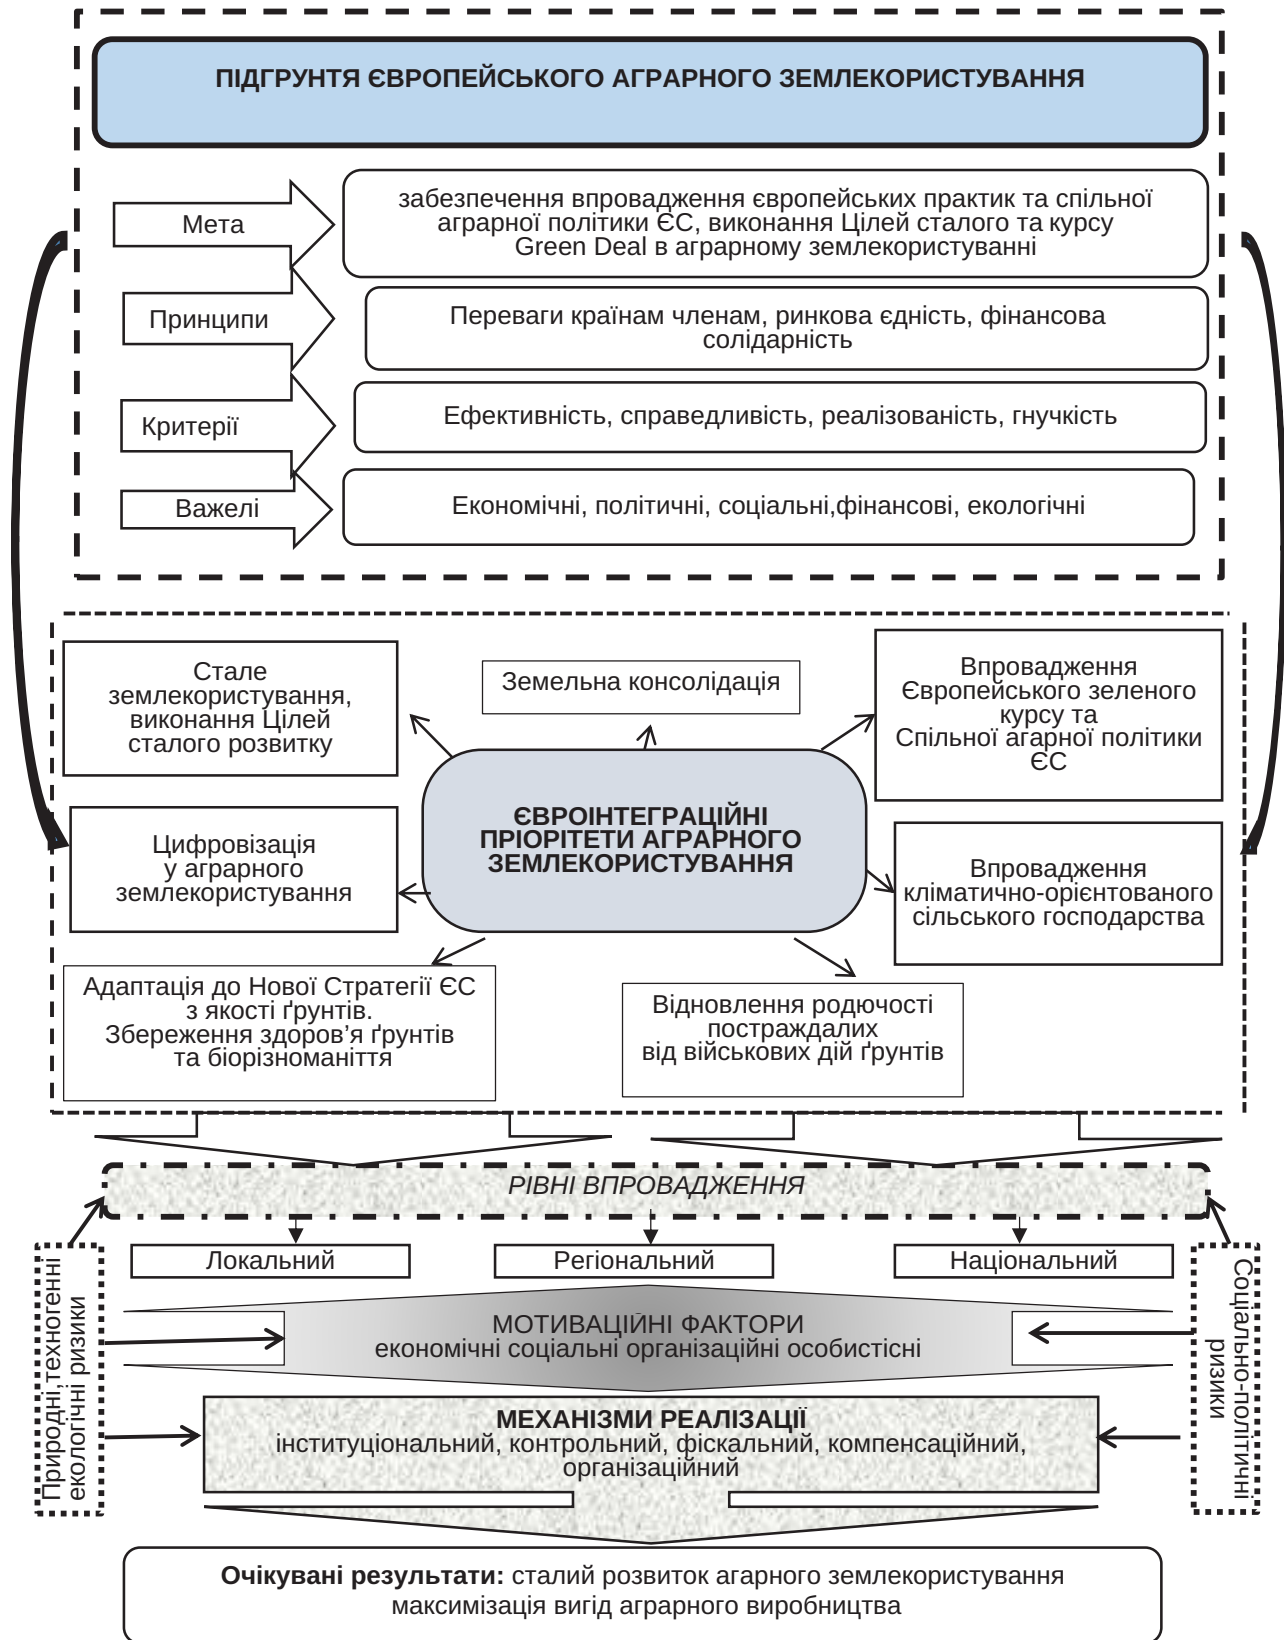 ПІДГРУНТЯ ЄВРОПЕЙСЬКОГО АГРАРНОГО ЗЕМЛЕКОРИСТУВАННЯ
Мета
забезпечення впровадження європейських практик та спільної
аграрної політики ЄС, виконання Цілей сталого та курсу
Green Deal в аграрному землекористуванні
Принципи
Переваги країнам членам, ринкова єдність, фінансова
солідарність
Критерії
Ефективність, справедливість, реалізованість, гнучкість
Важелі
Економічні, політичні, соціальні,фінансові, екологічні
Стале
землекористування,
виконання Цілей
сталого розвитку
Земельна консолідація
Впровадження
Європейського зеленого
курсу та
Спільної агарної політики
ЄС
ЄВРОІНТЕГРАЦІЙНІ
ПРІОРІТЕТИ АГРАРНОГО
ЗЕМЛЕКОРИСТУВАННЯ
Цифровізація
у аграрного
землекористування
Впровадження
кліматично-орієнтованого
сільського господарства
Адаптація до Нової Стратегії ЄС
з якості ґрунтів.
Збереження здоров’я ґрунтів
та біорізноманіття
Відновлення родючості
постраждалих
від військових дій ґрунтів
РІВНІ ВПРОВАДЖЕННЯ
Локальний
Регіональний
Національний
Природні,техногенні
екологічні ризики
Соціально-політичні
ризики
МОТИВАЦІЙНІ ФАКТОРИ
економічні соціальні організаційні особистісні
МЕХАНІЗМИ РЕАЛІЗАЦІЇ
інституціональний, контрольний, фіскальний, компенсаційний,
організаційний
Очікувані результати: сталий розвиток агарного землекористування
максимізація вигід аграрного виробництва